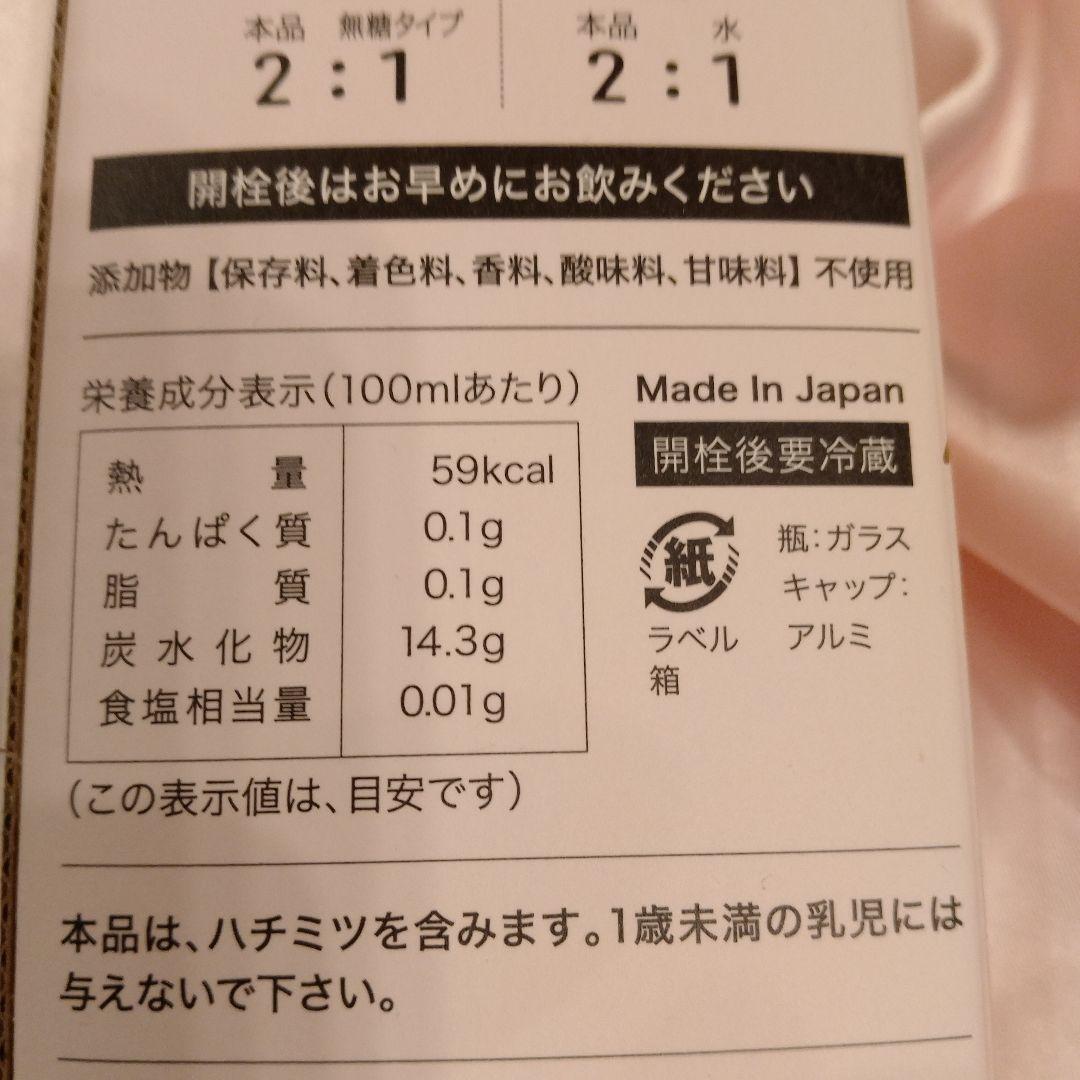 本品 無糖タイプ
2：1
本品 水
2：1
開栓後はお早めにお飲みください
添加物【保存料、着色料、香料、酸味料、甘味料】不使用
栄養成分表示（100mlあたり）
熱量 59kcal
たんぱく質 0.1g
脂質 0.1g
炭水化物 14.3g
食塩相当量 0.01g
（この表示値は、目安です）
Made In Japan
開栓後要冷蔵
紙
ラベル
箱
瓶：ガラス
キャップ：
アルミ
本品は、ハチミツを含みます。1歳未満の乳児には
与えないで下さい。